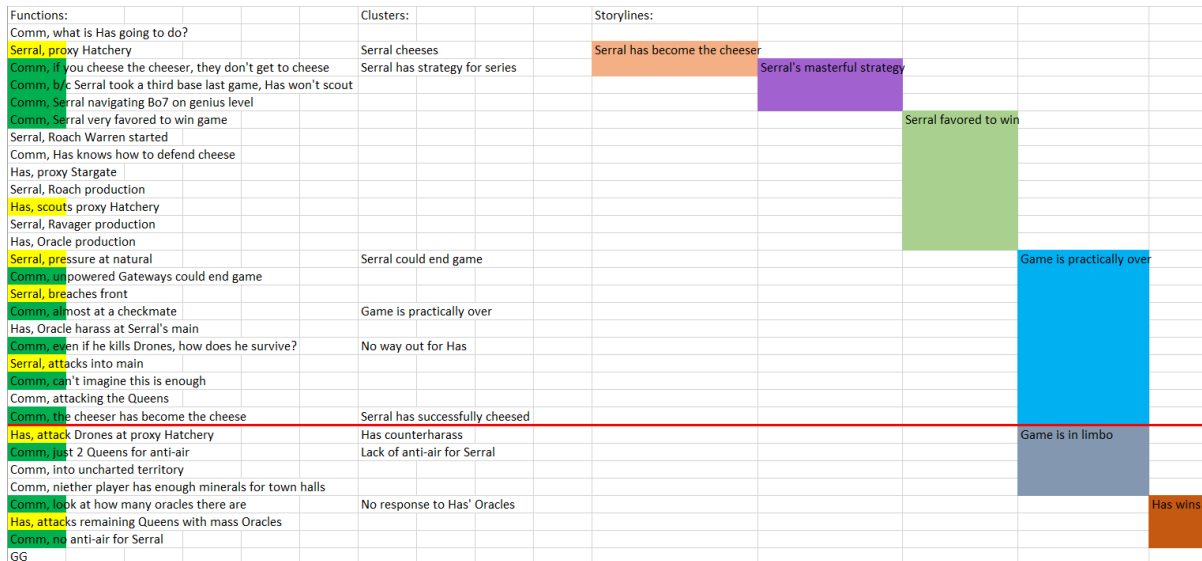 Functions: Clusters: Storylines:
Comm, what is Has going to do?
Serral, proxy Hatchery Serral cheeses Serral has become the cheeser
Comm, if you cheese the cheeser, they don't get to cheese Serral has strategy for series Serral's masterful strategy
Comm, b/c Serral took a third base last game, Has won't scout
Comm, Serral navigating Bo7 on genius level
Comm, Serral very favored to win game Serral favored to win
Serral, Roach Warren started
Comm, Has knows how to defend cheese
Has, proxy Stargate
Serral, Roach production
Has, scouts proxy Hatchery
Serral, Ravager production
Has, Oracle production
Serral, pressure at natural Serral could end game Game is practically over
Comm, unpowered Gateways could end game
Serral, breaches front
Comm, almost at a checkmate Game is practically over
Has, Oracle harass at Serral's main
Comm, even if he kills Drones, how does he survive? No way out for Has
Serral, attacks into main
Comm, can't imagine this is enough
Comm, attacking the Queens
Comm, the cheeser has become the cheese Serral has successfully cheesed
Has, attack Drones at proxy Hatchery Has counterharass Game is in limbo
Comm, just 2 Queens for anti-air Lack of anti-air for Serral
Comm, into uncharted territory
Comm, niether player has enough minerals for town halls
Comm, look at how many oracles there are No response to Has' Oracles Has wins
Has, attacks remaining Queens with mass Oracles
Comm, no anti-air for Serral
GG